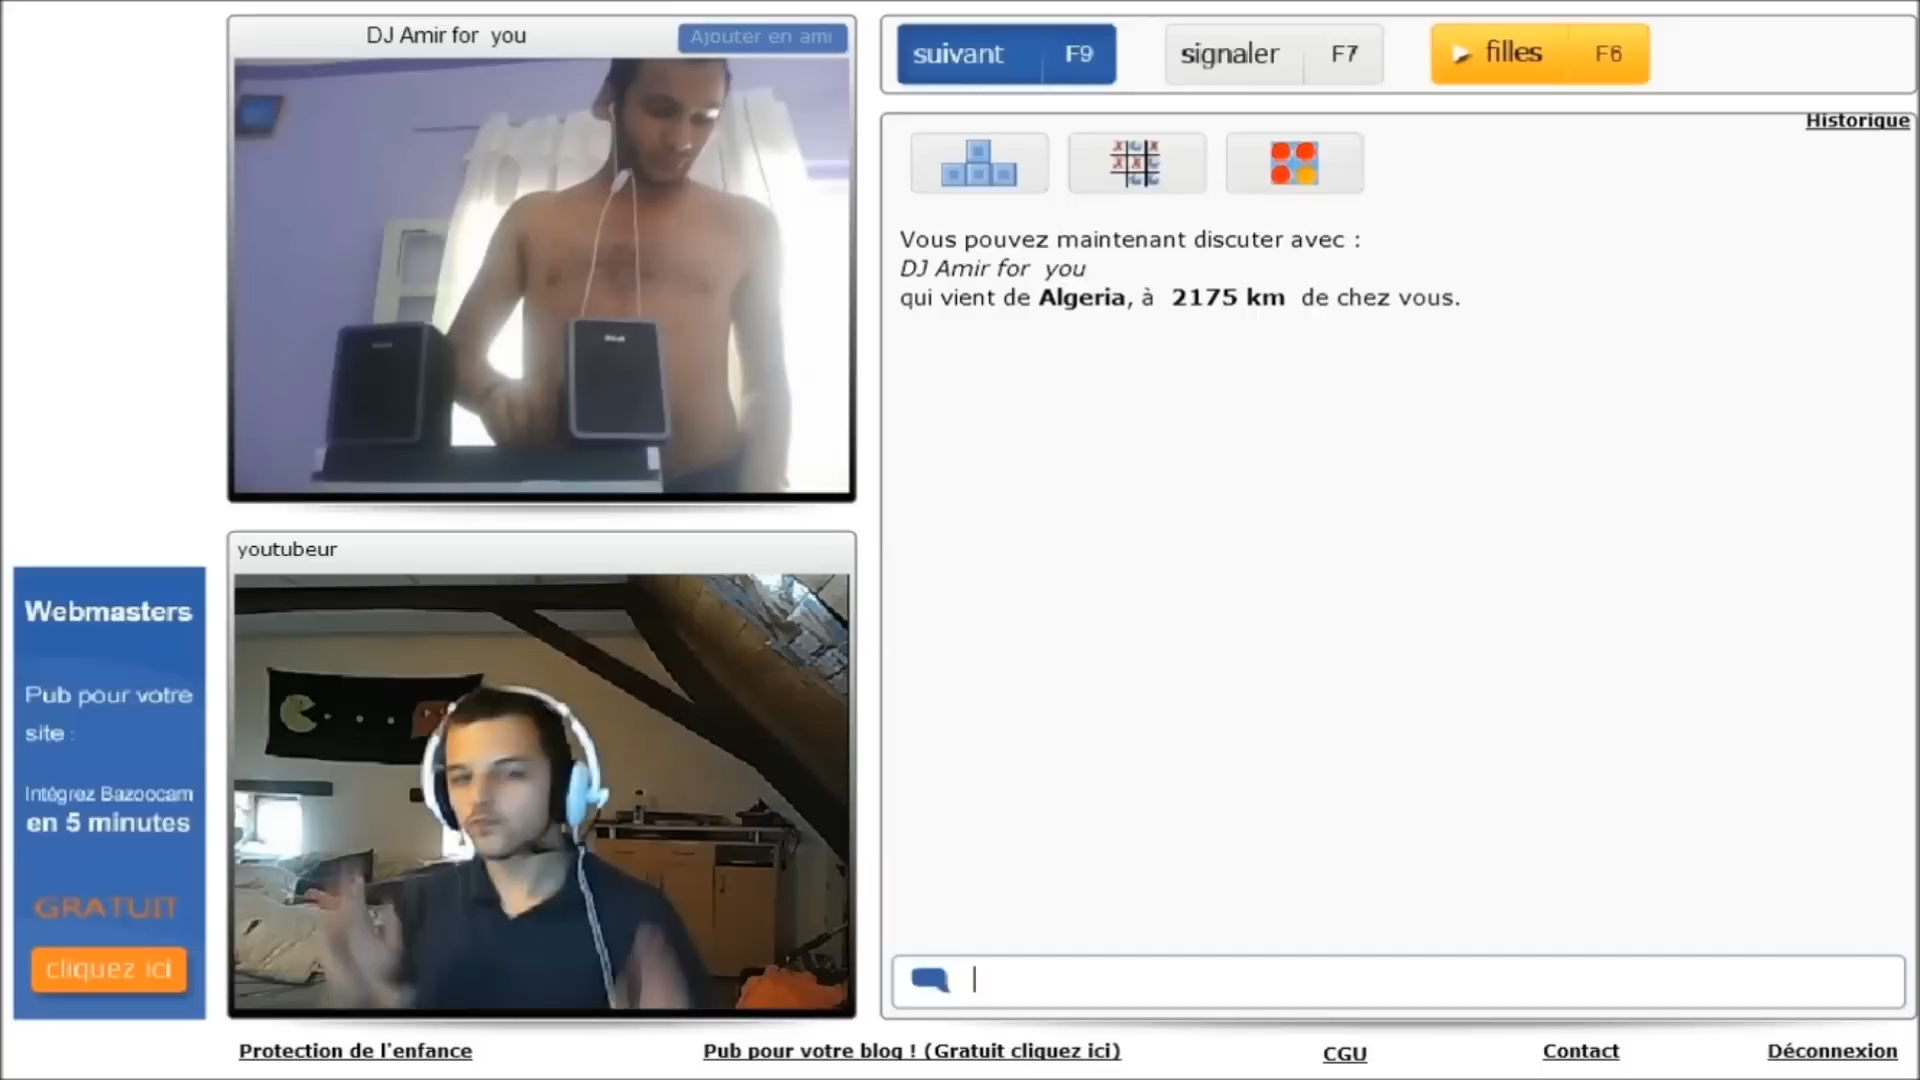 DJ Amir for you
Ajouter en ami
suivant F9
signaler F7
filles F6
Historique
Vous pouvez maintenant discuter avec :
DJ Amir for you
qui vient de Algeria, à 2175 km de chez vous.
youtubeur
Webmasters
Pub pour votre
site :
Intégrez Bazoocam
en 5 minutes
GRATUIT
cliquez ici
Protection de l'enfance
Pub pour votre blog ! (Gratuit cliquez ici)
CGU
Contact
Déconnexion